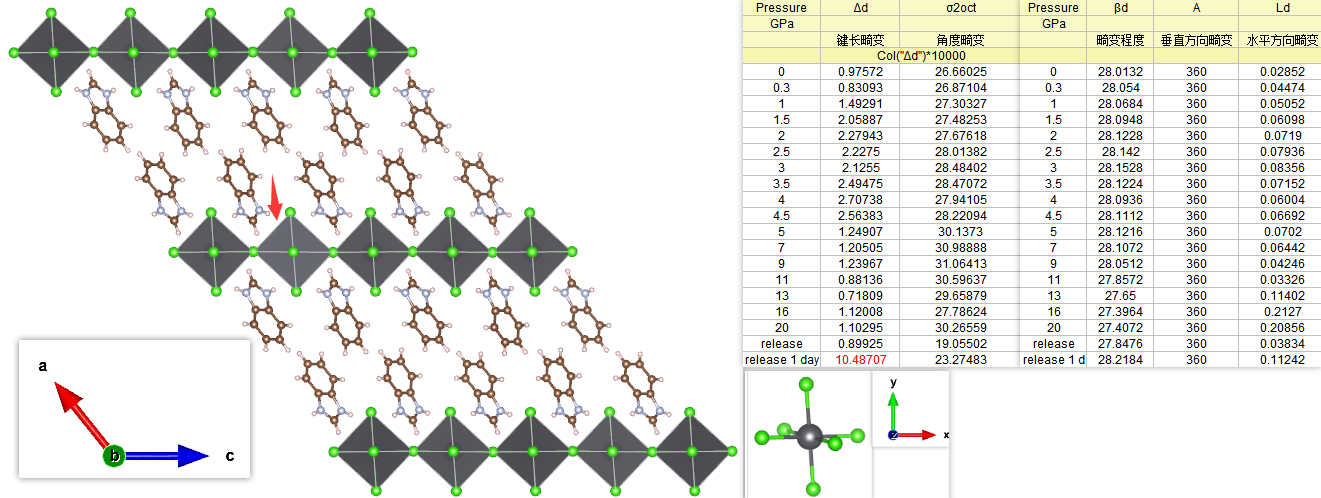 Pressure Δd σ2oct Pressure βd A Ld
GPa GPa
键长畸变 角度畸变 畸变程度 垂直方向畸变 水平方向畸变
Col("Δd")*10000
0 0.97572 26.66025 0 28.0132 360 0.02852
0.3 0.83093 26.87104 0.3 28.054 360 0.04474
1 1.49291 27.30327 1 28.0684 360 0.05052
1.5 2.05887 27.48253 1.5 28.0948 360 0.06098
2 2.27943 27.67618 2 28.1228 360 0.0719
2.5 2.2275 28.01382 2.5 28.142 360 0.07936
3 2.1255 28.48402 3 28.1528 360 0.08356
3.5 2.49475 28.47072 3.5 28.1224 360 0.07152
4 2.70738 27.94105 4 28.0936 360 0.06004
4.5 2.56383 28.22094 4.5 28.1112 360 0.06692
5 1.24907 30.1373 5 28.1216 360 0.0702
7 1.20505 30.98888 7 28.1072 360 0.06442
9 1.23967 31.06413 9 28.0512 360 0.04246
11 0.88136 30.59637 11 27.8572 360 0.03326
13 0.71809 29.65879 13 27.65 360 0.11402
16 1.12008 27.78624 16 27.3964 360 0.2127
20 1.10295 30.26559 20 27.4072 360 0.20856
release 0.89925 19.05502 release 27.8476 360 0.03834
release 1 day 10.48707 23.27483 release 1 d 28.2184 360 0.11242
a
b
c
y
z
x